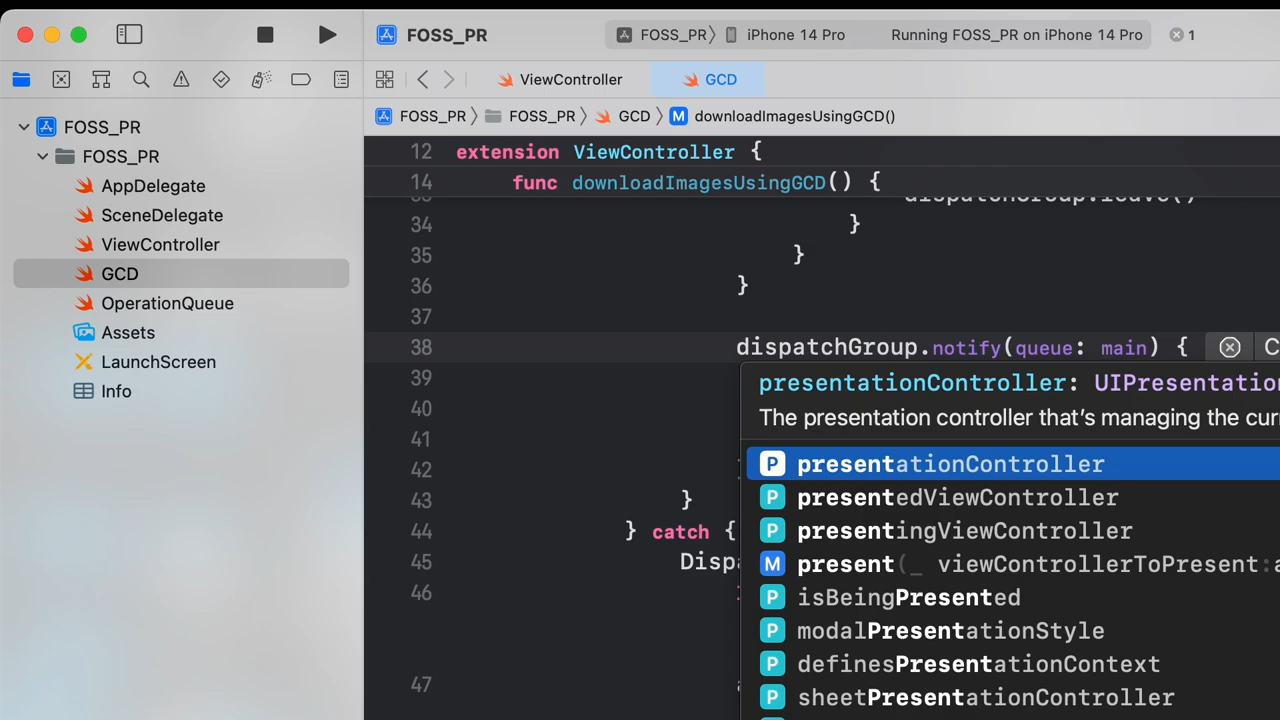 FOSS_PR
FOSS_PR〉 iPhone 14 Pro
Running FOSS_PR on iPhone 14 Pro
1
ViewController
GCD
FOSS_PR〉 FOSS_PR〉 GCD〉 M downloadImagesUsingGCD()
FOSS_PR
FOSS_PR
AppDelegate
SceneDelegate
ViewController
GCD
OperationQueue
Assets
LaunchScreen
Info
12 extension ViewController {
14 func downloadImagesUsingGCD() {
34 }
35 }
36 }
37
38 dispatchGroup.notify(queue: main) { C
39
40
41
42
43 }
44 } catch {
45 Disp
46
47
presentationController: UIPresentatio
The presentation controller that's managing the cur
P presentationController
P presentedViewController
P presentingViewController
M present(_ viewControllerToPresent:
P isBeingPresented
P modalPresentationStyle
P definesPresentationContext
P sheetPresentationController